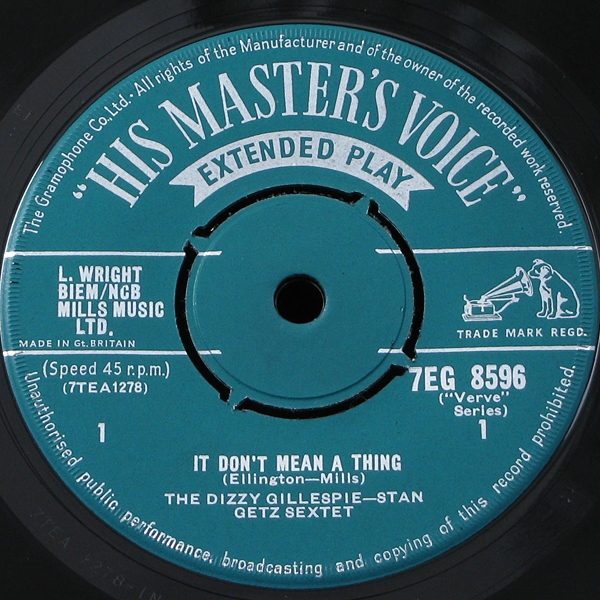 The Gramophone Co., Ltd. · All rights of the Manufacturer and of the owner of the recorded work reserved.
"HIS MASTER'S VOICE"
EXTENDED PLAY
L. WRIGHT
BIEM/NCB
MILLS MUSIC
LTD.
MADE IN Gt. BRITAIN
TRADE MARK REGD.
(Speed 45 r.p.m.)
(7TEA1278)
1
7EG 8596
("Verve"
Series)
1
IT DON'T MEAN A THING
(Ellington—Mills)
THE DIZZY GILLESPIE—STAN
GETZ SEXTET
Unauthorised public performance, broadcasting and copying of this record prohibited.